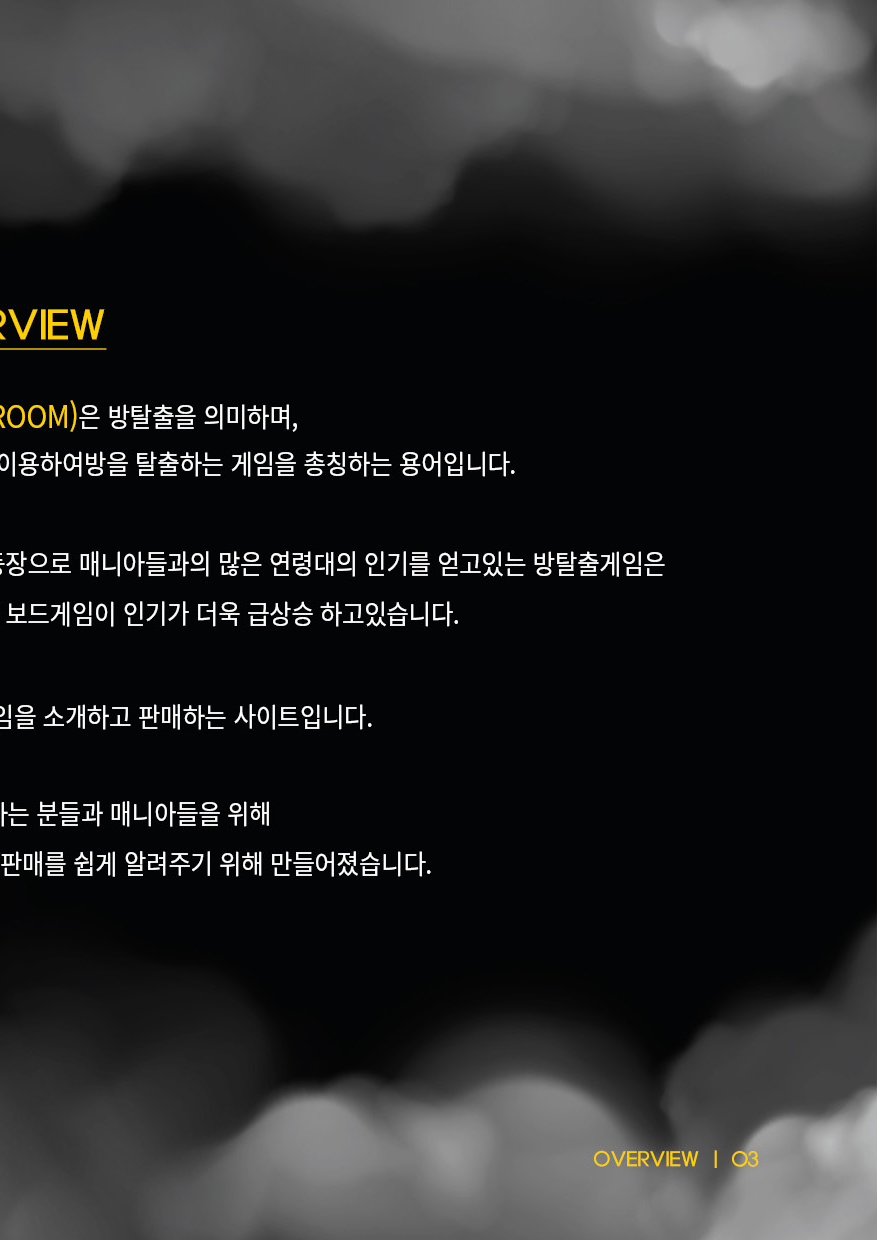 RVIEW
ROOM)은 방탈출을 의미하며,
이용하여방을 탈출하는 게임을 총칭하는 용어입니다.
등장으로 매니아들과의 많은 연령대의 인기를 얻고있는 방탈출게임은
보드게임이 인기가 더욱 급상승 하고있습니다.
임을 소개하고 판매하는 사이트입니다.
하는 분들과 매니아들을 위해
판매를 쉽게 알려주기 위해 만들어졌습니다.
OVERVIEW | 03